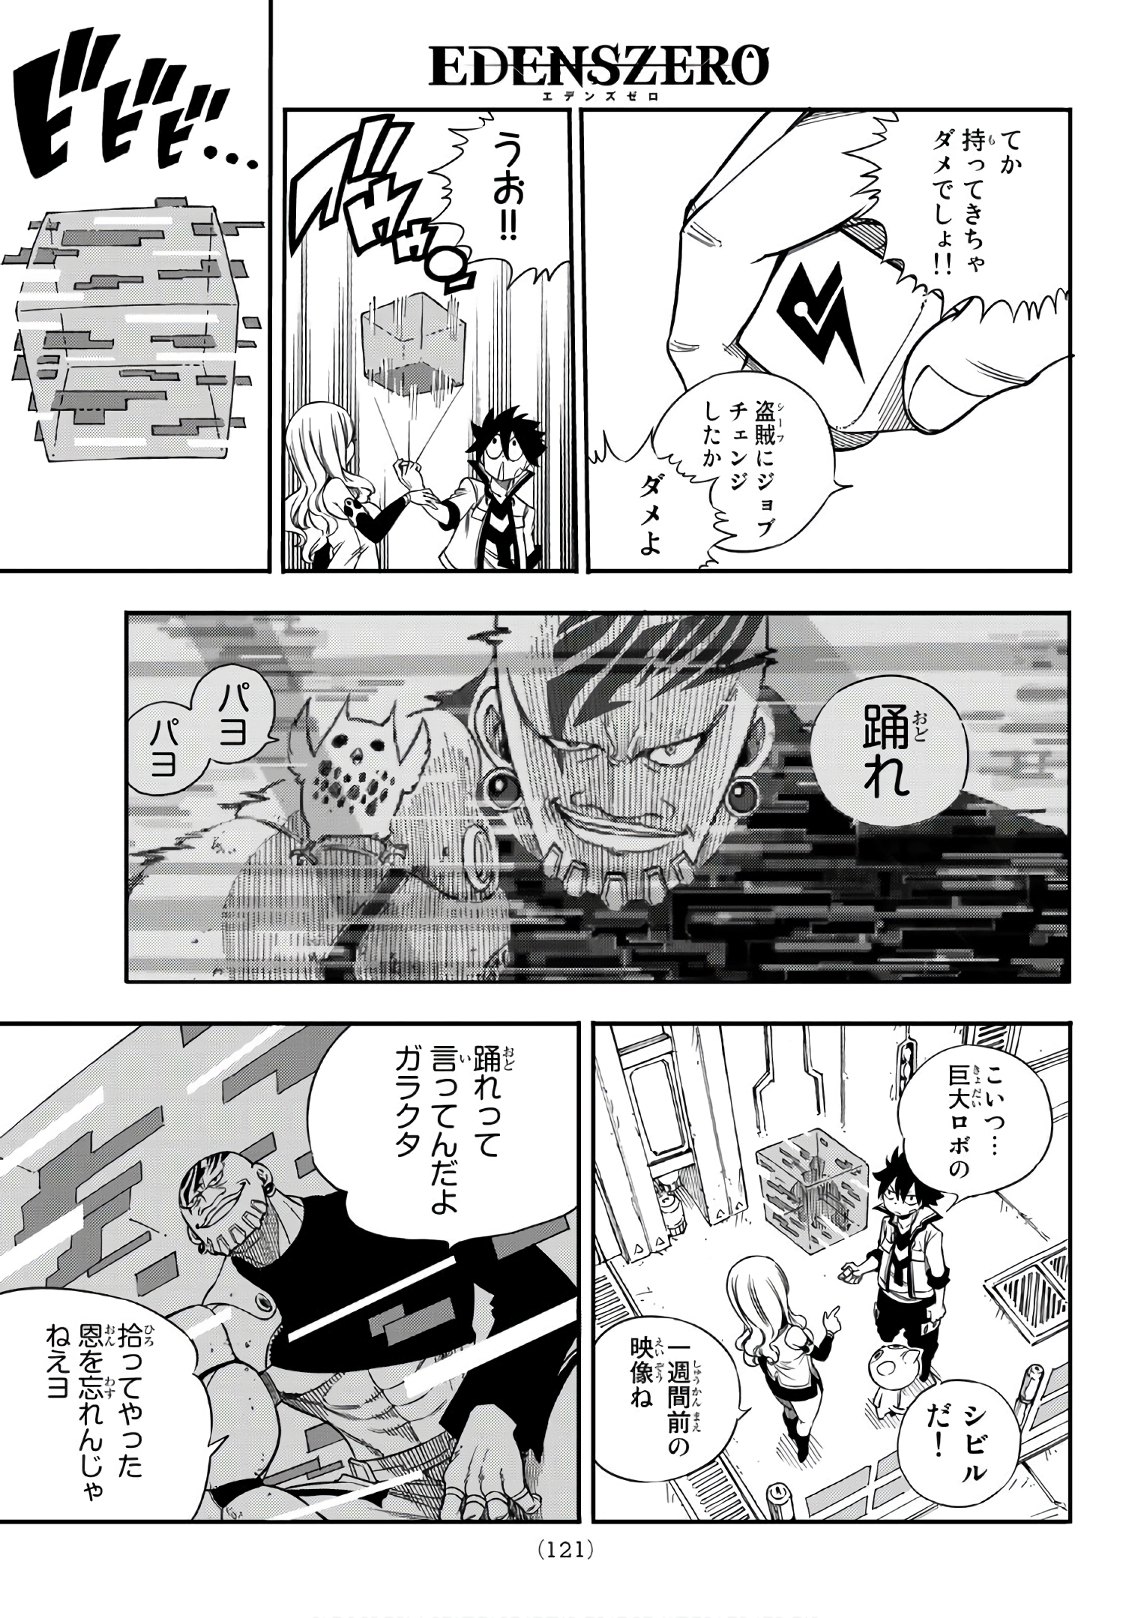 EDENSZERO
エデンズゼロ
てか
持ってきちゃ
ダメでしょ!!
盗賊にジョブ
チェンジ
したか
ダメよ
うお!!
ブゥゥン
ビビビ…
踊れ
パヨ
パヨ
こいつ…
巨大ロボの
シビル
だ!
一週間前の
映像ね
踊れって
言ってんだよ
ガラクタ
拾ってやった
恩を忘れんじゃ
ねえヨ
(121)